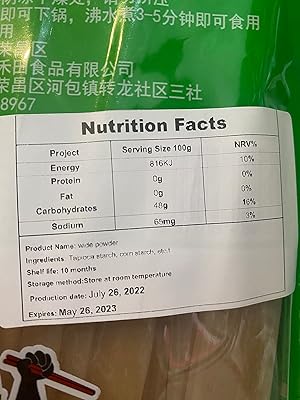 即可下锅，沸水煮3-5分钟即可食用
荣昌区
禾田食品有限公司
荣昌区河包镇转龙社区三社
8967
Nutrition Facts
Project Serving Size 100g NRV%
Energy 816KJ 10%
Protein 0g 0%
Fat 0g 0%
Carbohydrates 48g 16%
Sodium 65mg 3%
Product Name: wide powder
Ingredients: Tapioca starch, corn starch,
Shelf life: 10 months
Storage method:Store at room temperature
Production date: July 26, 2022
Expires: May 26, 2023